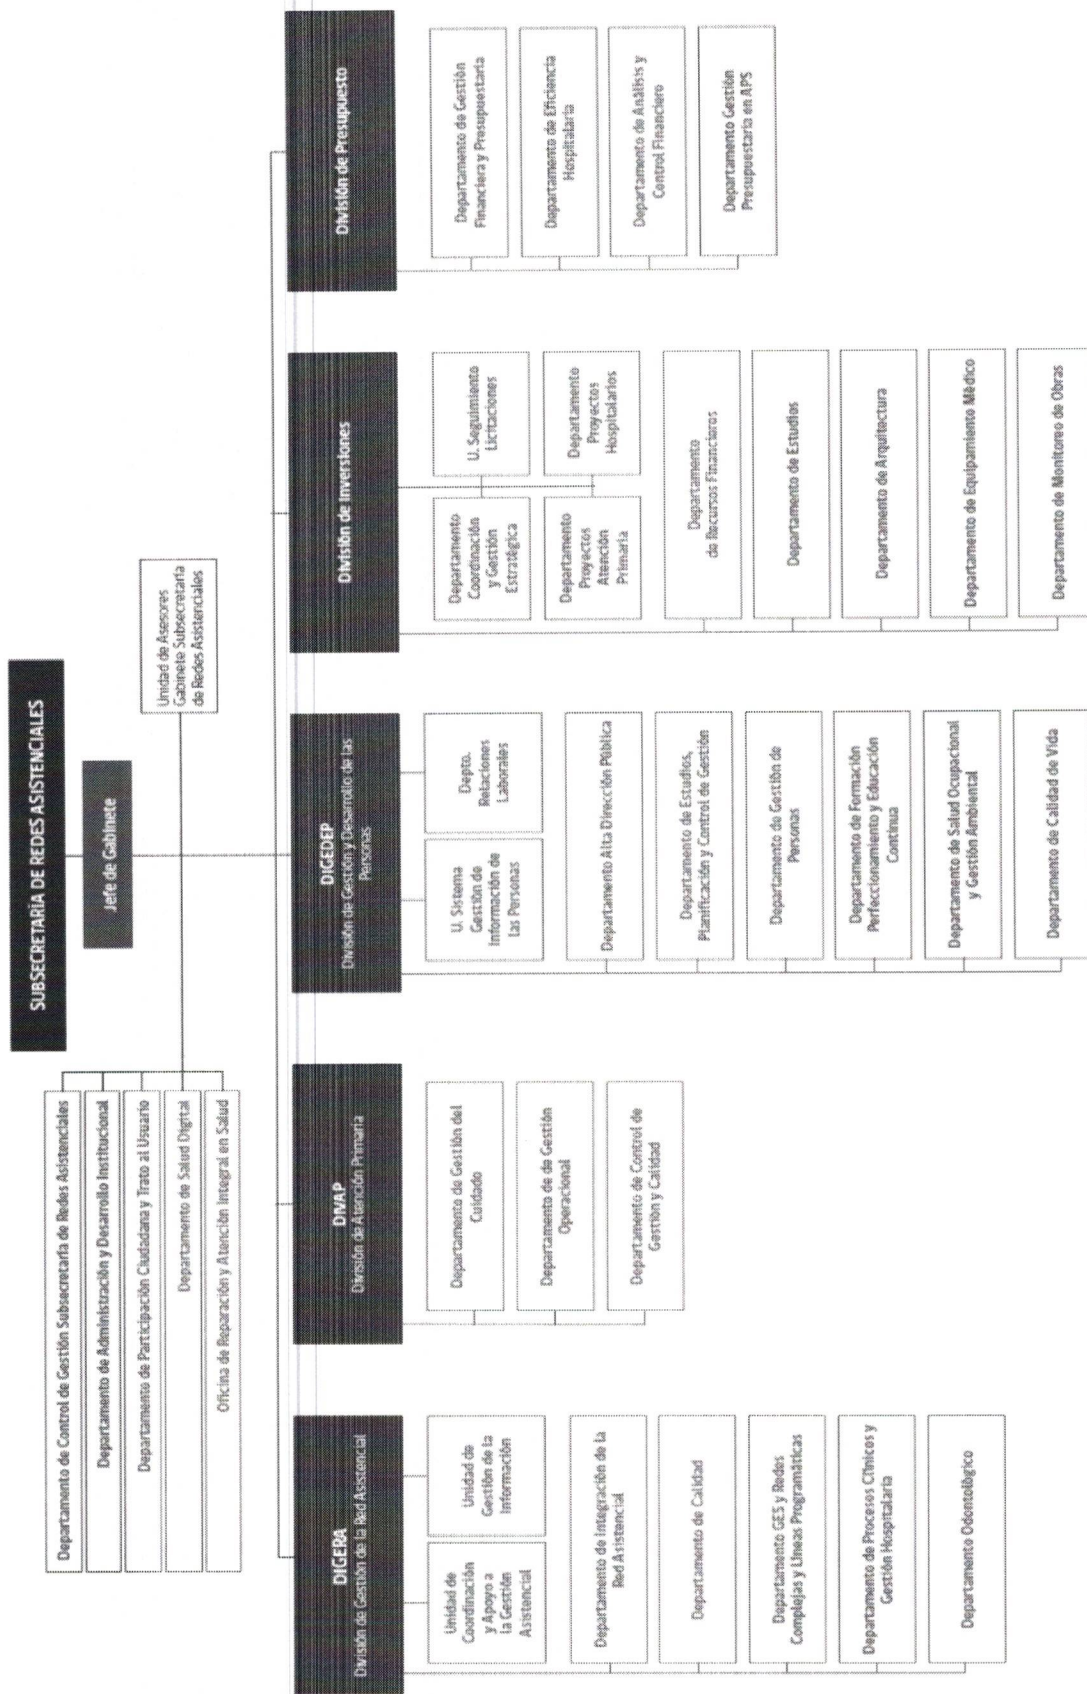 SUBSECRETARÍA DE REDES ASISTENCIALES
Jefe de Gabinete
Unidad de Asesores
Gabinete Subsecretaría
de Redes Asistenciales
Departamento de Control de Gestión Subsecretaría de Redes Asistenciales
Departamento de Administración y Desarrollo Institucional
Departamento de Participación Ciudadana y Trato al Usuario
Departamento de Salud Digital
Oficina de Reparación y Atención Integral en Salud
DIGERA
División de Gestión de la Red Asistencial
Unidad de
Coordinación
y Apoyo a
la Gestión
Asistencial
Unidad de
Gestión de la
Información
Departamento de Integración de la
Red Asistencial
Departamento de Calidad
Departamento GES y Redes
Complejas y Líneas Programáticas
Departamento de Procesos Clínicos y
Gestión Hospitalaria
Departamento Odontológico
DIVAP
División de Atención Primaria
Departamento de Gestión del
Cuidado
Departamento de de Gestión
Operacional
Departamento de Control de
Gestión y Calidad
DIGEDEP
División de Gestión y Desarrollo de las
Personas
U. Sistema
Gestión de
Información de
las Personas
Depto.
Relaciones
Laborales
Departamento Alta Dirección Pública
Departamento de Estudios,
Planificación y Control de Gestión
Departamento de Gestión de
Personas
Departamento de Formación
Perfeccionamiento y Educación
Continua
Departamento de Salud Ocupacional
y Gestión Ambiental
Departamento de Calidad de Vida
División de Inversiones
Departamento
Coordinación
y Gestión
Estratégica
U. Seguimiento
Licitaciones
Departamento
Proyectos
Atención
Primaria
Departamento
Proyectos
Hospitalarios
Departamento
de Recursos Financieros
Departamento de Estudios
Departamento de Arquitectura
Departamento de Equipamiento Médico
Departamento de Monitoreo de Obras
División de Presupuesto
Departamento de Gestión
Financiera y Presupuestaria
Departamento de Eficiencia
Hospitalaria
Departamento de Análisis y
Control Financiero
Departamento Gestión
Presupuestaria en APS